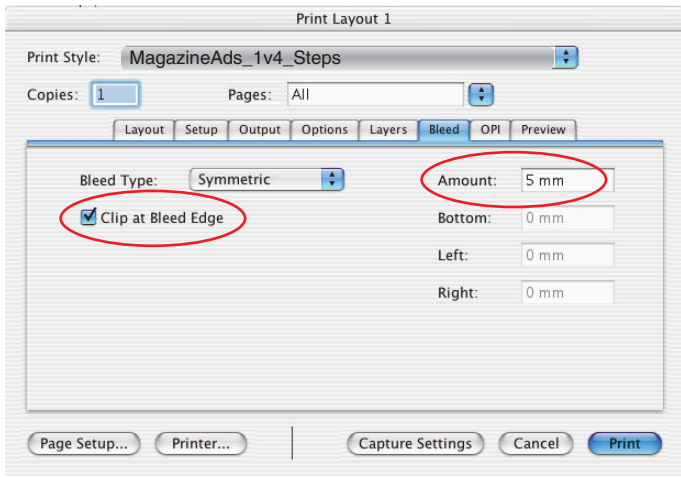 Print Layout 1
Print Style: MagazineAds_1v4_Steps
Copies: 1 Pages: All
Layout Setup Output Options Layers Bleed OPI Preview
Bleed Type: Symmetric Amount: 5 mm
Clip at Bleed Edge Bottom: 0 mm
Left: 0 mm
Right: 0 mm
Page Setup... Printer... Capture Settings Cancel Print